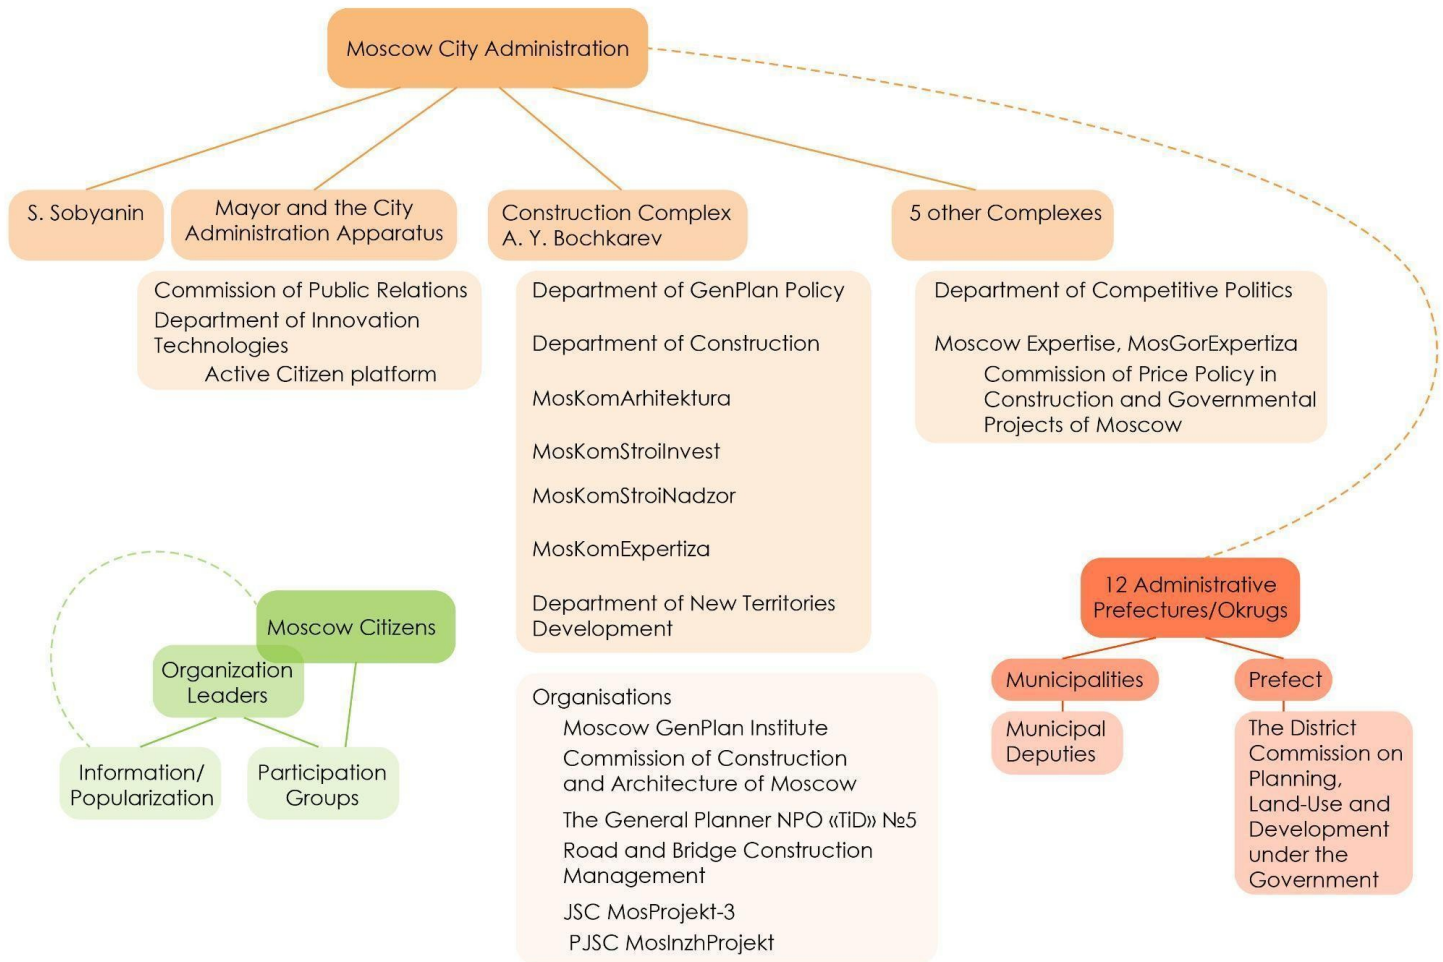 Moscow City Administration
S. Sobyanin
Mayor and the City
Administration Apparatus
Construction Complex
A. Y. Bochkarev
5 other Complexes
Commission of Public Relations
Department of Innovation
Technologies
Active Citizen platform
Department of GenPlan Policy
Department of Construction
MosKomArhitektura
MosKomStroiInvest
MosKomStroiNadzor
MosKomExpertiza
Department of New Territories
Development
Department of Competitive Politics
Moscow Expertise, MosGorExpertiza
Commission of Price Policy in
Construction and Governmental
Projects of Moscow
Organisations
Moscow GenPlan Institute
Commission of Construction
and Architecture of Moscow
The General Planner NPO «TiD» №5
Road and Bridge Construction
Management
JSC MosProjekt-3
PJSC MosInzhProjekt
Moscow Citizens
Organization
Leaders
Information/
Popularization
Participation
Groups
12 Administrative
Prefectures/Okrugs
Municipalities
Municipal
Deputies
Prefect
The District
Commission on
Planning,
Land-Use and
Development
under the
Government